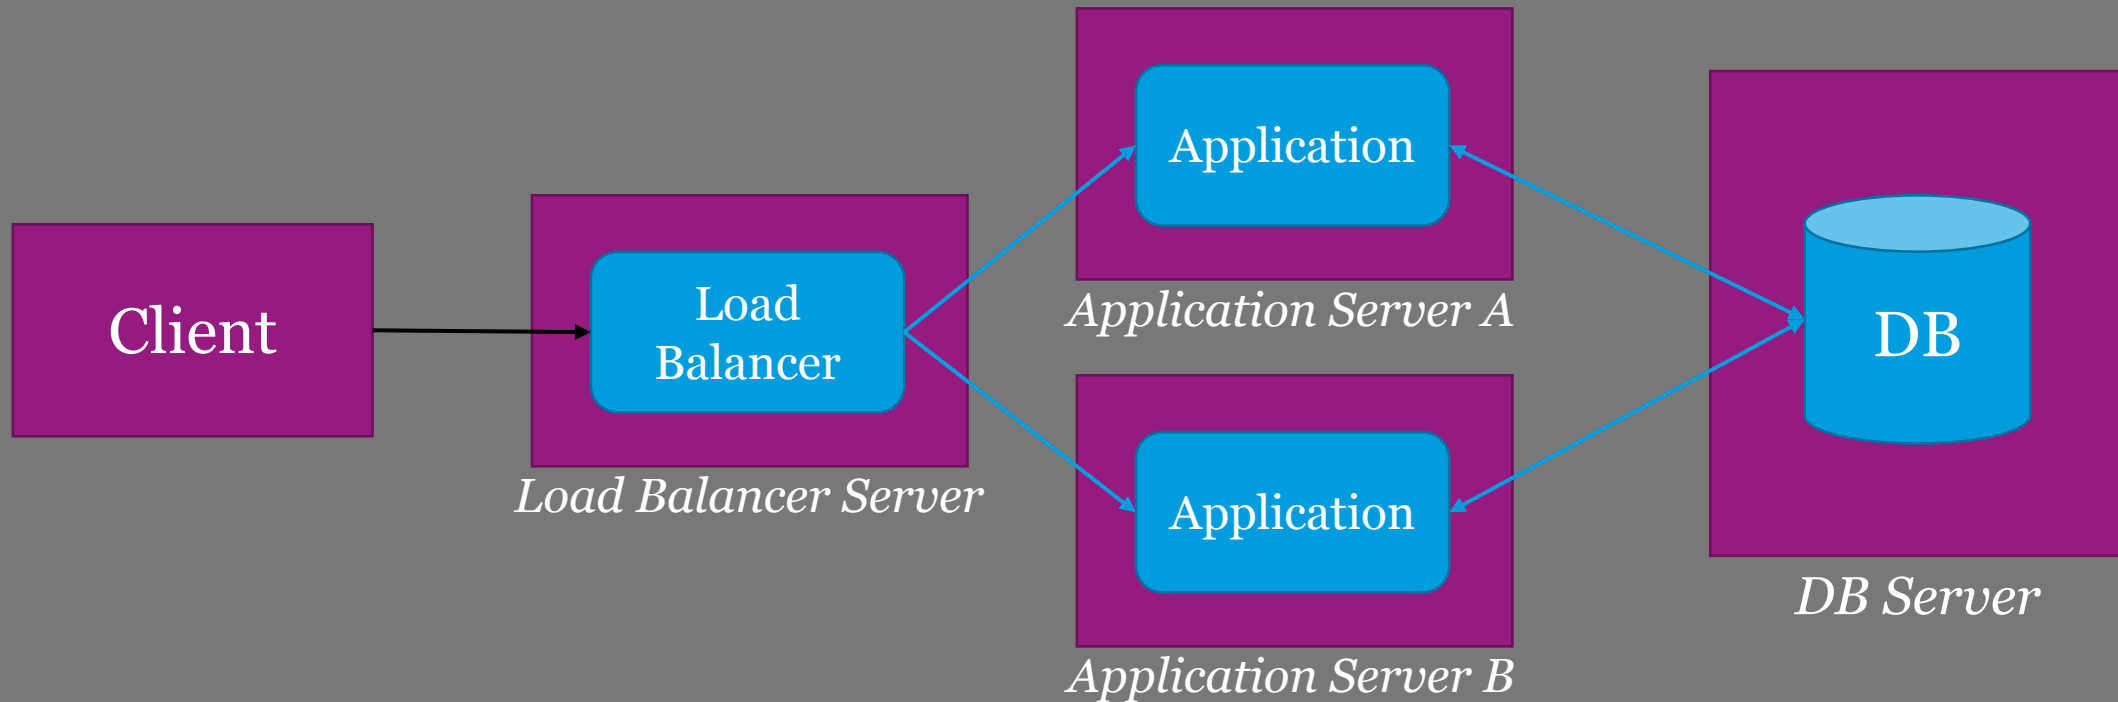 Client
Load
Balancer
Load Balancer Server
Application
Application Server A
Application
Application Server B
DB
DB Server